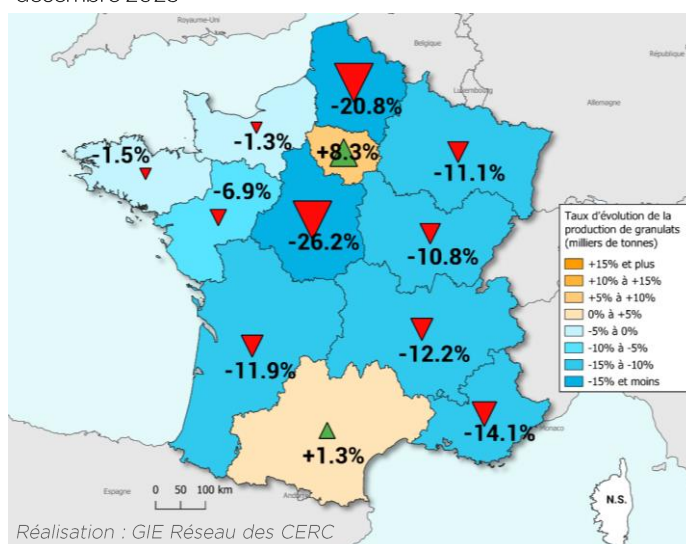 décembre 2023
Royaume-Uni
Belgique
Luxembourg
République
Allemagne
-20.8%
-1.3%
+8.3%
-1.5%
-11.1%
-6.9%
-26.2%
-10.8%
Taux d'évolution de la
production de granulats
(milliers de tonnes)
+15% et plus
+10% à +15%
+5% à +10%
0% à +5%
-5% à 0%
-10% à -5%
-15% à -10%
-15% et moins
-11.9%
-12.2%
-14.1%
Monaco
+1.3%
Espagne
0 50 100 km
N.S.
Réalisation : GIE Réseau des CERC